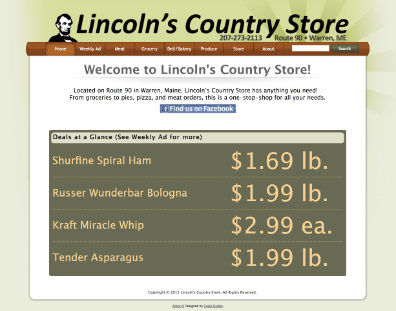 Lincoln's Country Store
207-273-2113 Route 90 • Warren, ME
Home Weekly Ad Meat Grocery Deli/Bakery Produce Store About Search
Welcome to Lincoln's Country Store!
Located on Route 90 in Warren, Maine, Lincoln's Country Store has anything you need!
From groceries to pies, pizza, and meat orders, this is a one-stop-shop for all your needs.
f Find us on Facebook
Deals at a Glance (See Weekly Ad for more)
Shurfine Spiral Ham $1.69 lb.
Russer Wunderbar Bologna $1.99 lb.
Kraft Miracle Whip $2.99 ea.
Tender Asparagus $1.99 lb.
Copyright © 2013 Lincoln's Country Store. All Rights Reserved.
Designed by